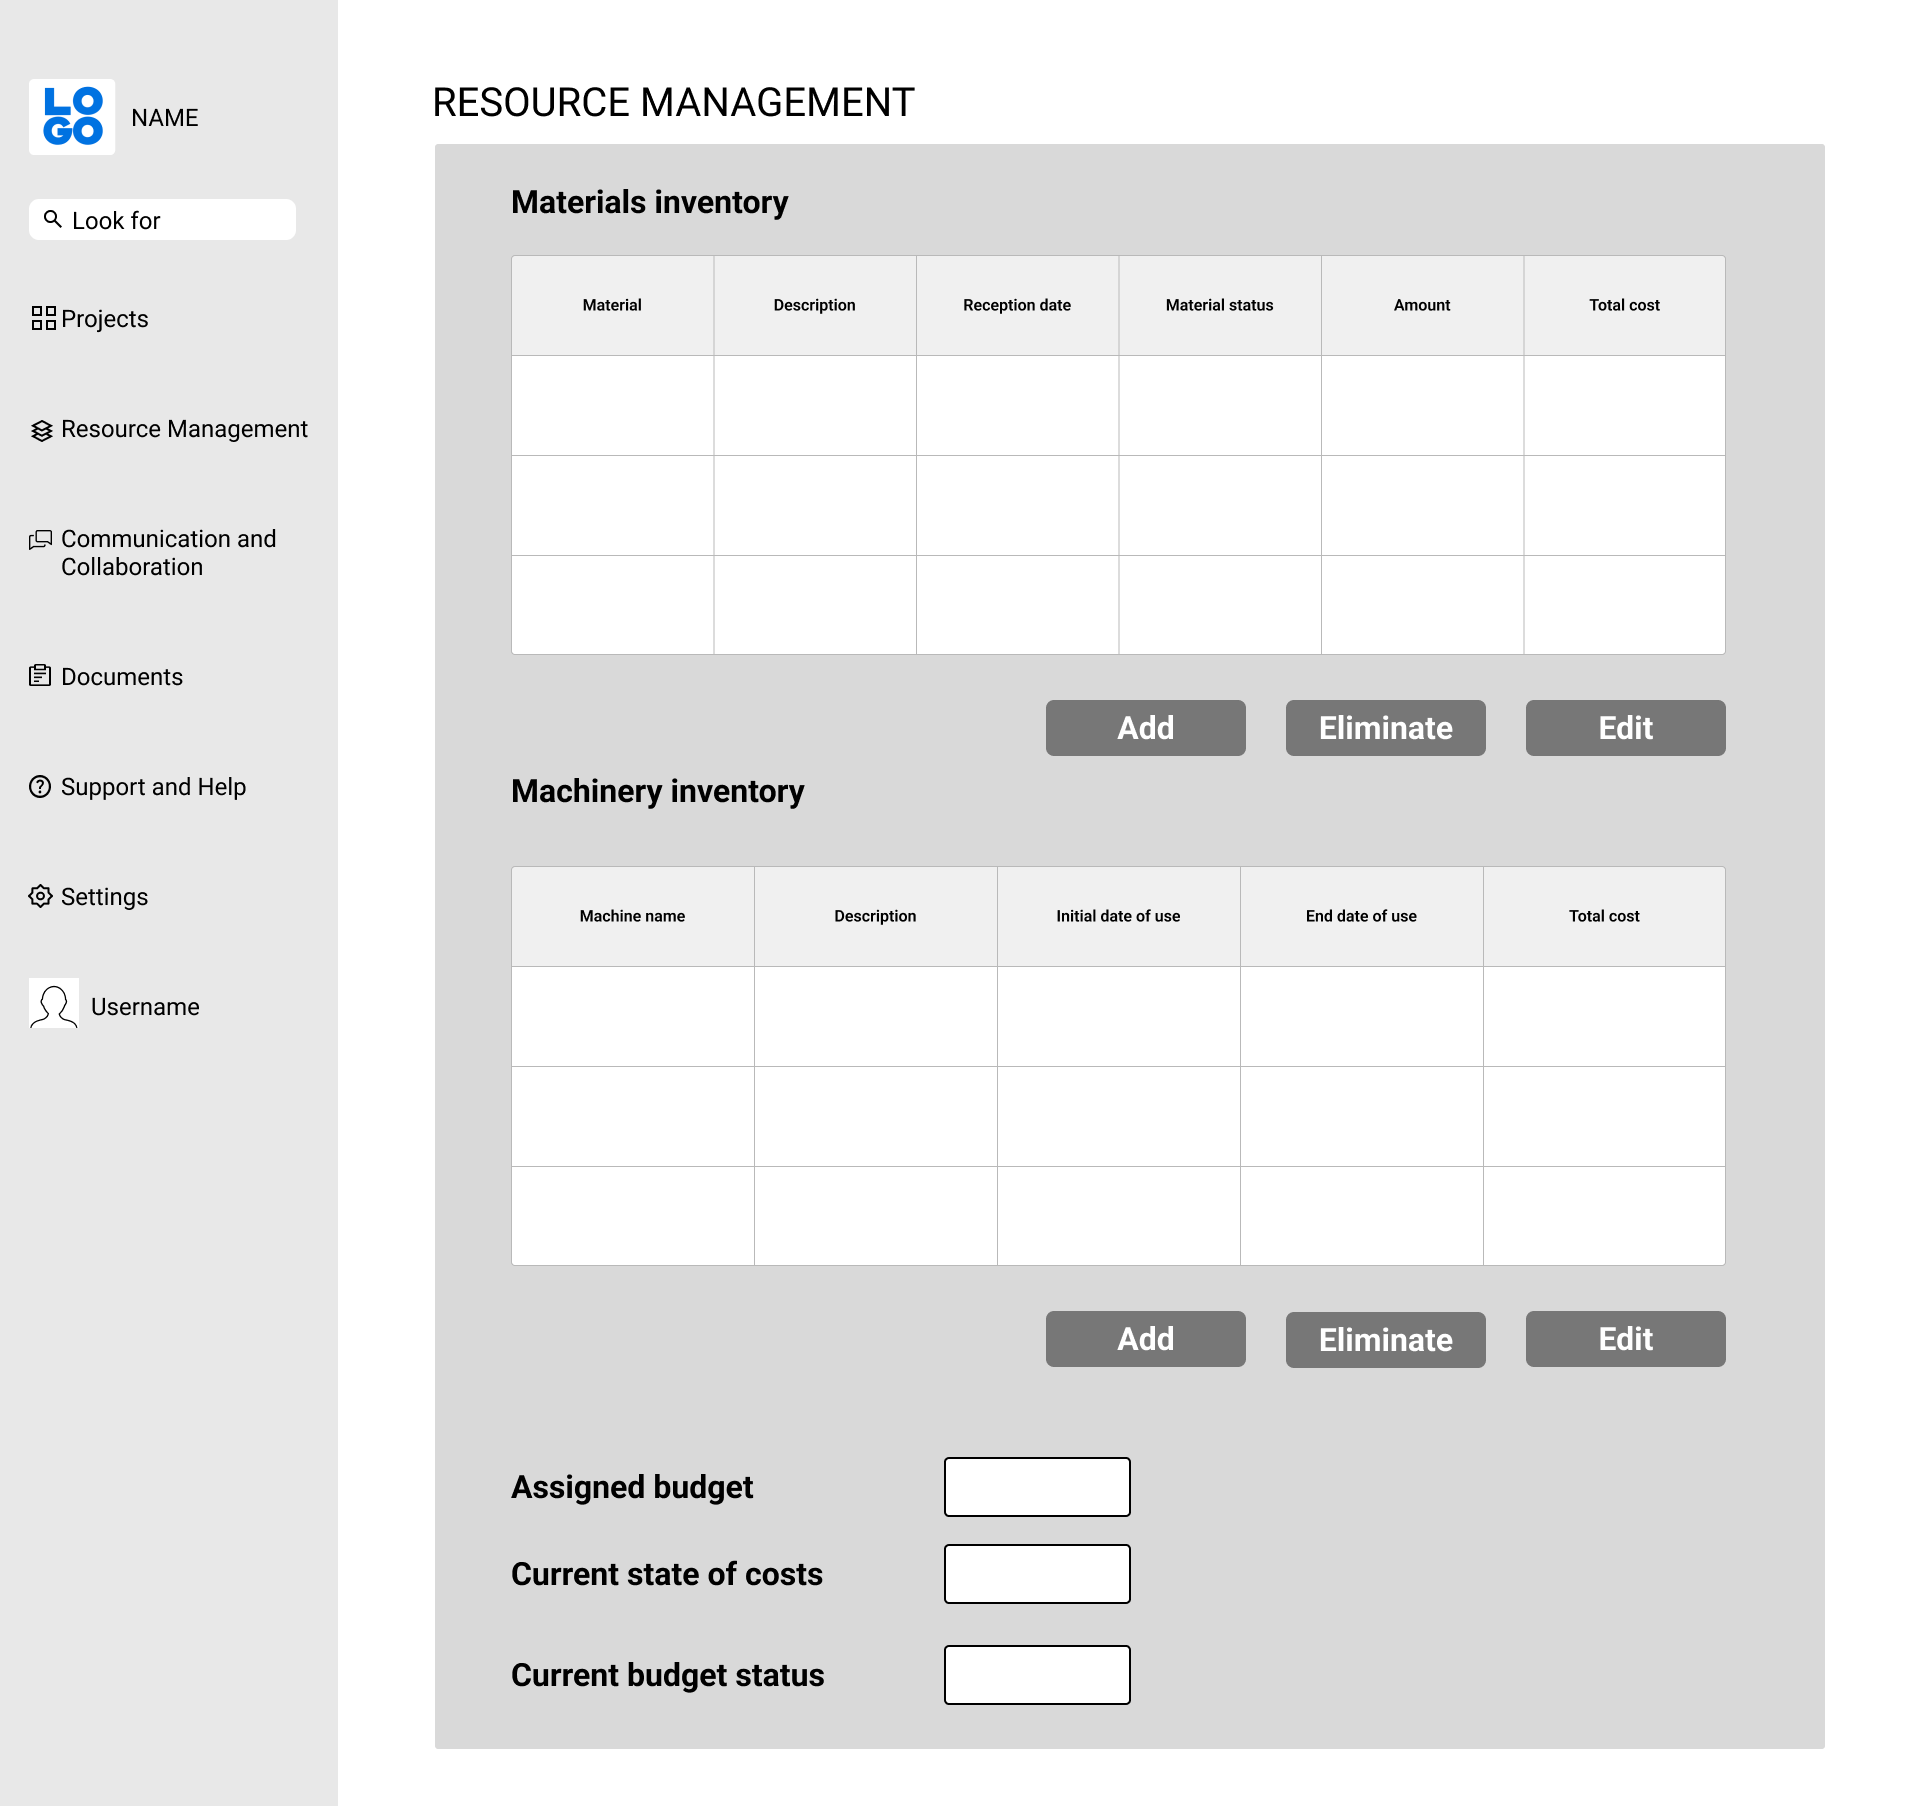 LO
GO
NAME
Look for
Projects
Resource Management
Communication and
Collaboration
Documents
Support and Help
Settings
Username
RESOURCE MANAGEMENT
Materials inventory
Material Description Reception date Material status Amount Total cost
Add Eliminate Edit
Machinery inventory
Machine name Description Initial date of use End date of use Total cost
Add Eliminate Edit
Assigned budget
Current state of costs
Current budget status